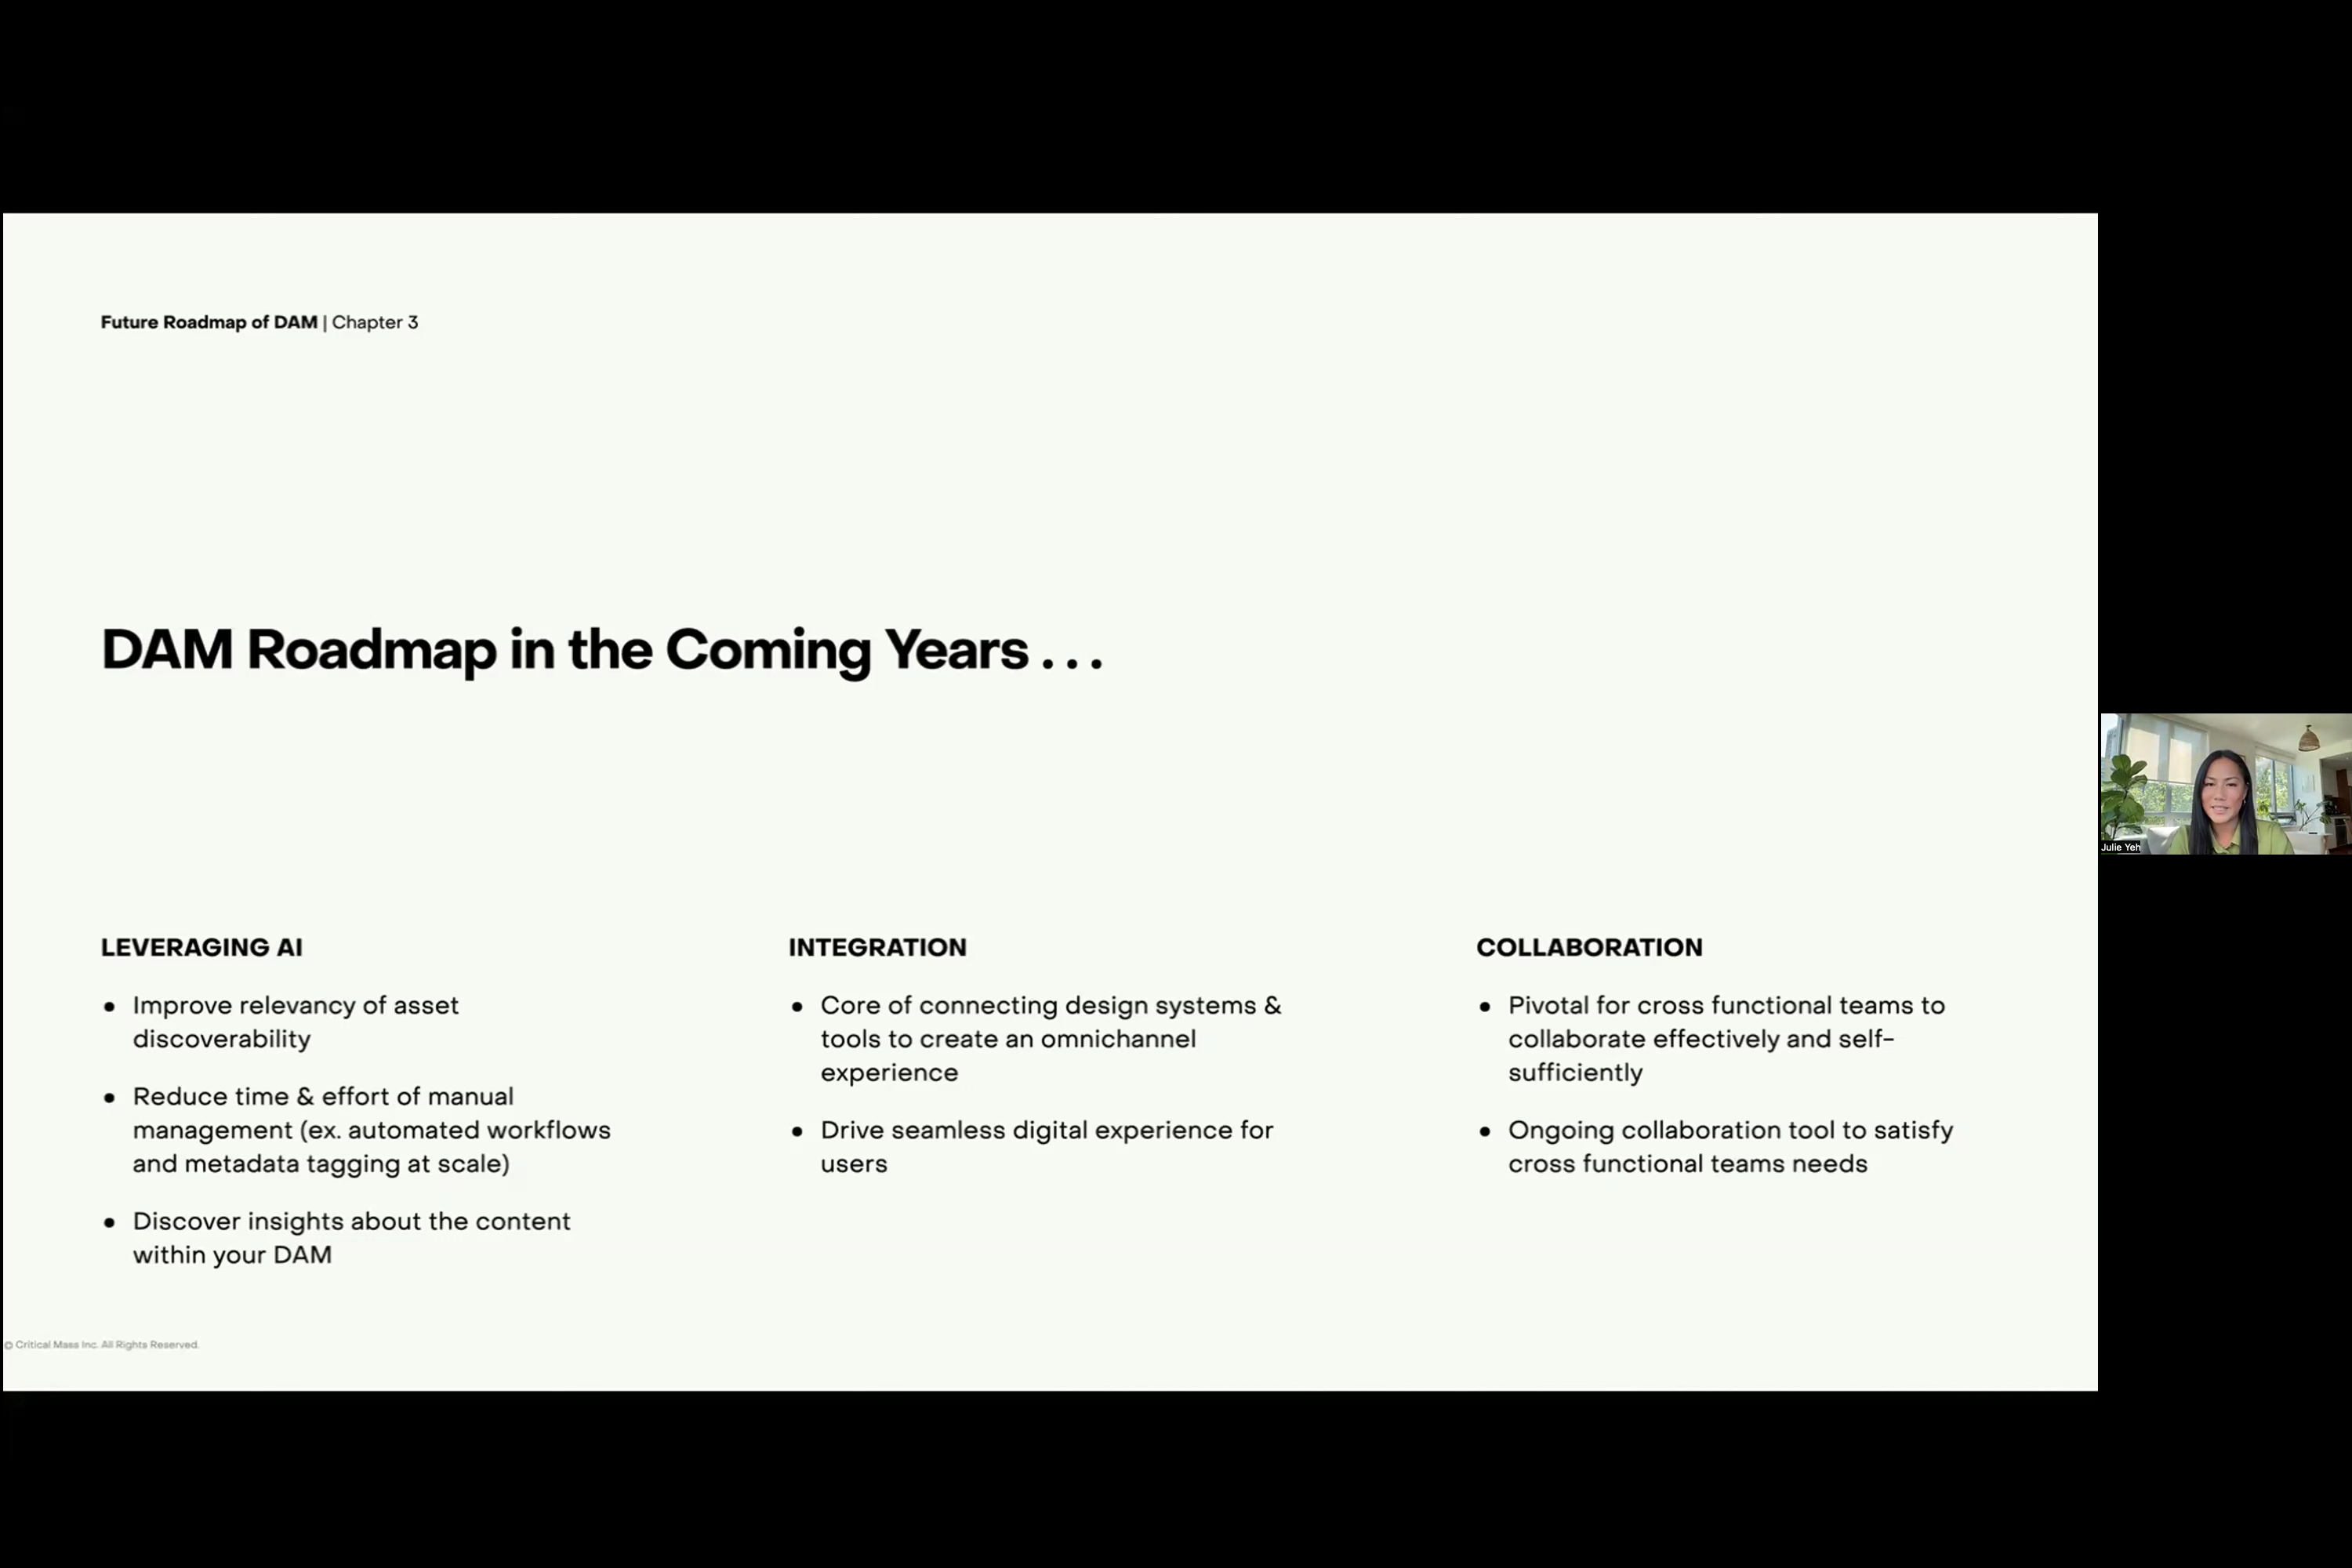 Future Roadmap of DAM | Chapter 3
DAM Roadmap in the Coming Years . . .
LEVERAGING AI
• Improve relevancy of asset
discoverability
• Reduce time & effort of manual
management (ex. automated workflows
and metadata tagging at scale)
• Discover insights about the content
within your DAM
INTEGRATION
• Core of connecting design systems &
tools to create an omnichannel
experience
• Drive seamless digital experience for
users
COLLABORATION
• Pivotal for cross functional teams to
collaborate effectively and self-
sufficiently
• Ongoing collaboration tool to satisfy
cross functional teams needs
© Critical Mass Inc. All Rights Reserved.
Julie Yeh